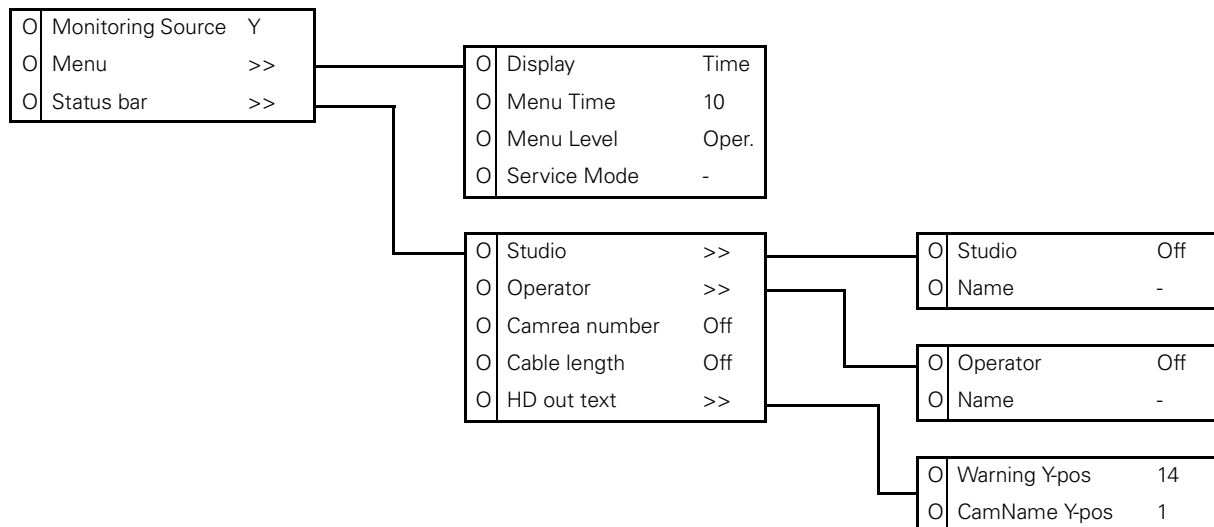 O Monitoring Source Y
O Menu >>
O Status bar >>
O Display Time
O Menu Time 10
O Menu Level Oper.
O Service Mode -
O Studio >>
O Operator >>
O Camrea number Off
O Cable length Off
O HD out text >>
O Studio Off
O Name -
O Operator Off
O Name -
O Warning Y-pos 14
O CamName Y-pos 1